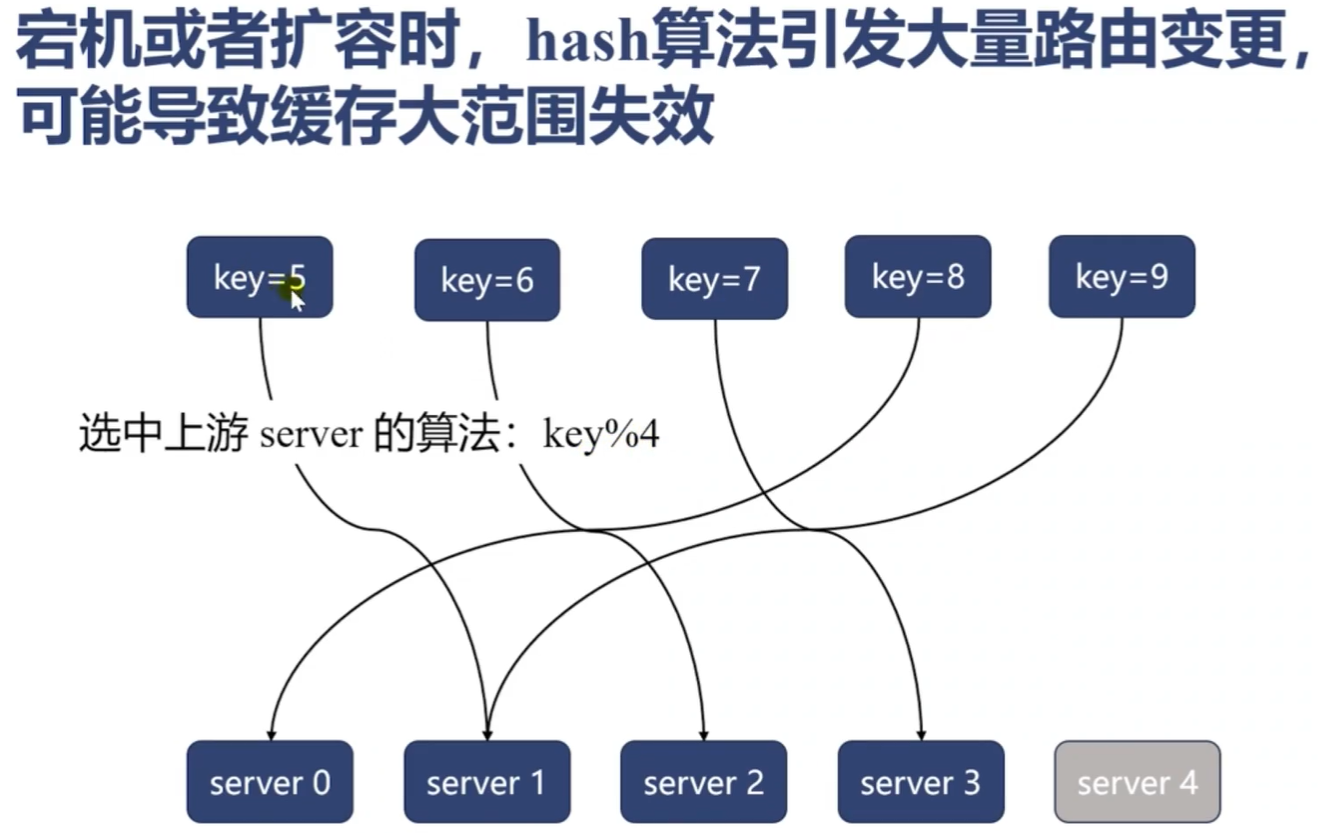 宕机或者扩容时，hash算法引发大量路由变更，
可能导致缓存大范围失效
key=5
key=6
key=7
key=8
key=9
选中上游 server 的算法：key%4
server 0
server 1
server 2
server 3
server 4